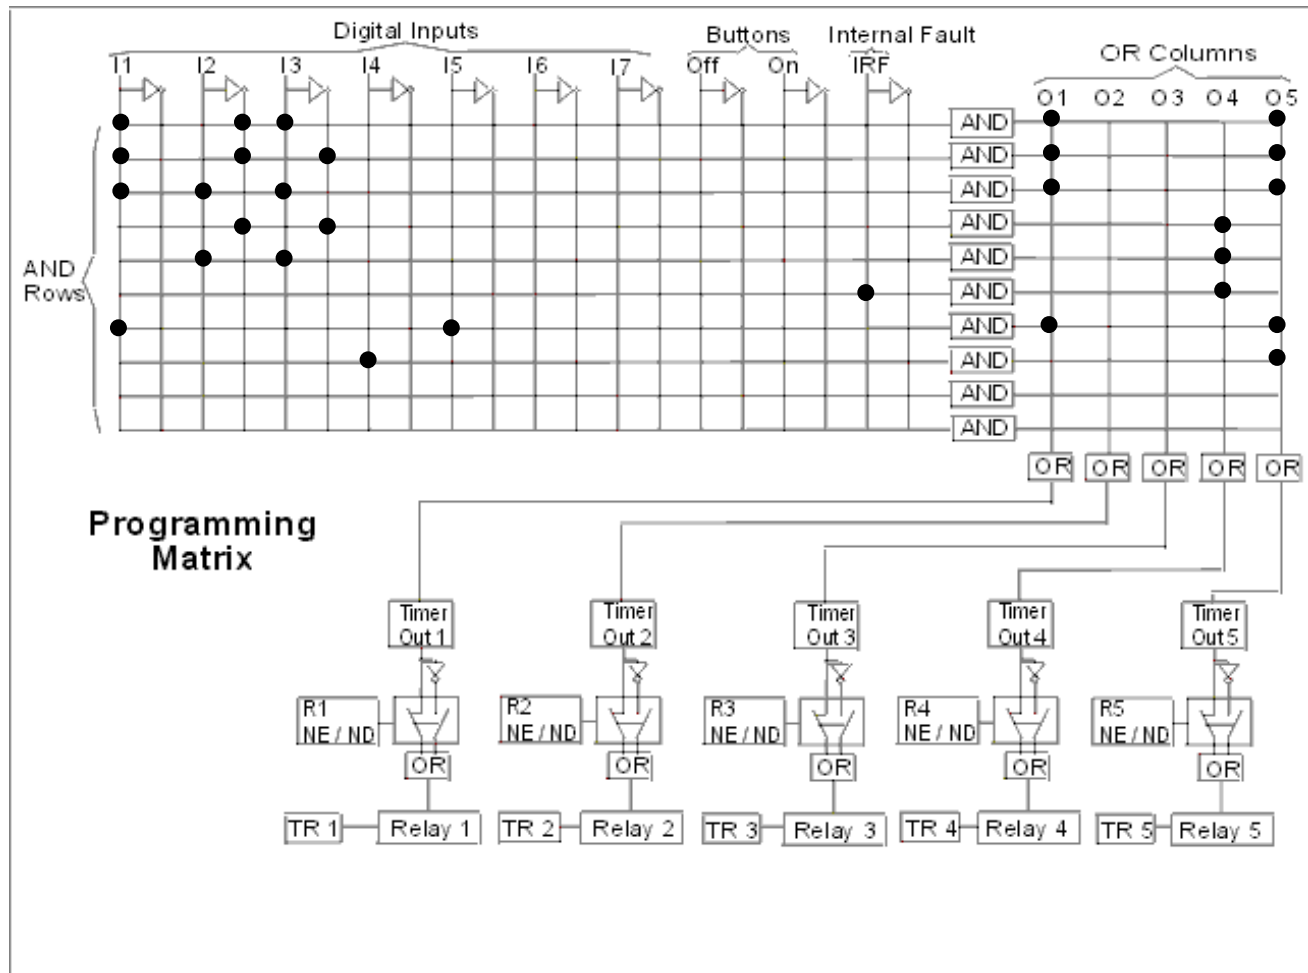 Digital Inputs
Buttons
Internal Fault
OR Columns
I1 I2 I3 I4 I5 I6 I7 Off On IRF
O1 O2 O3 O4 O5
AND
AND
AND
AND
AND
AND
Rows
AND
AND
AND
AND
AND
OR OR OR OR OR
Programming
Matrix
Timer
Out 1
Timer
Out 2
Timer
Out 3
Timer
Out 4
Timer
Out 5
R1
NE / ND
R2
NE / ND
R3
NE / ND
R4
NE / ND
R5
NE / ND
OR OR OR OR OR
TR 1 Relay 1 TR 2 Relay 2 TR 3 Relay 3 TR 4 Relay 4 TR 5 Relay 5